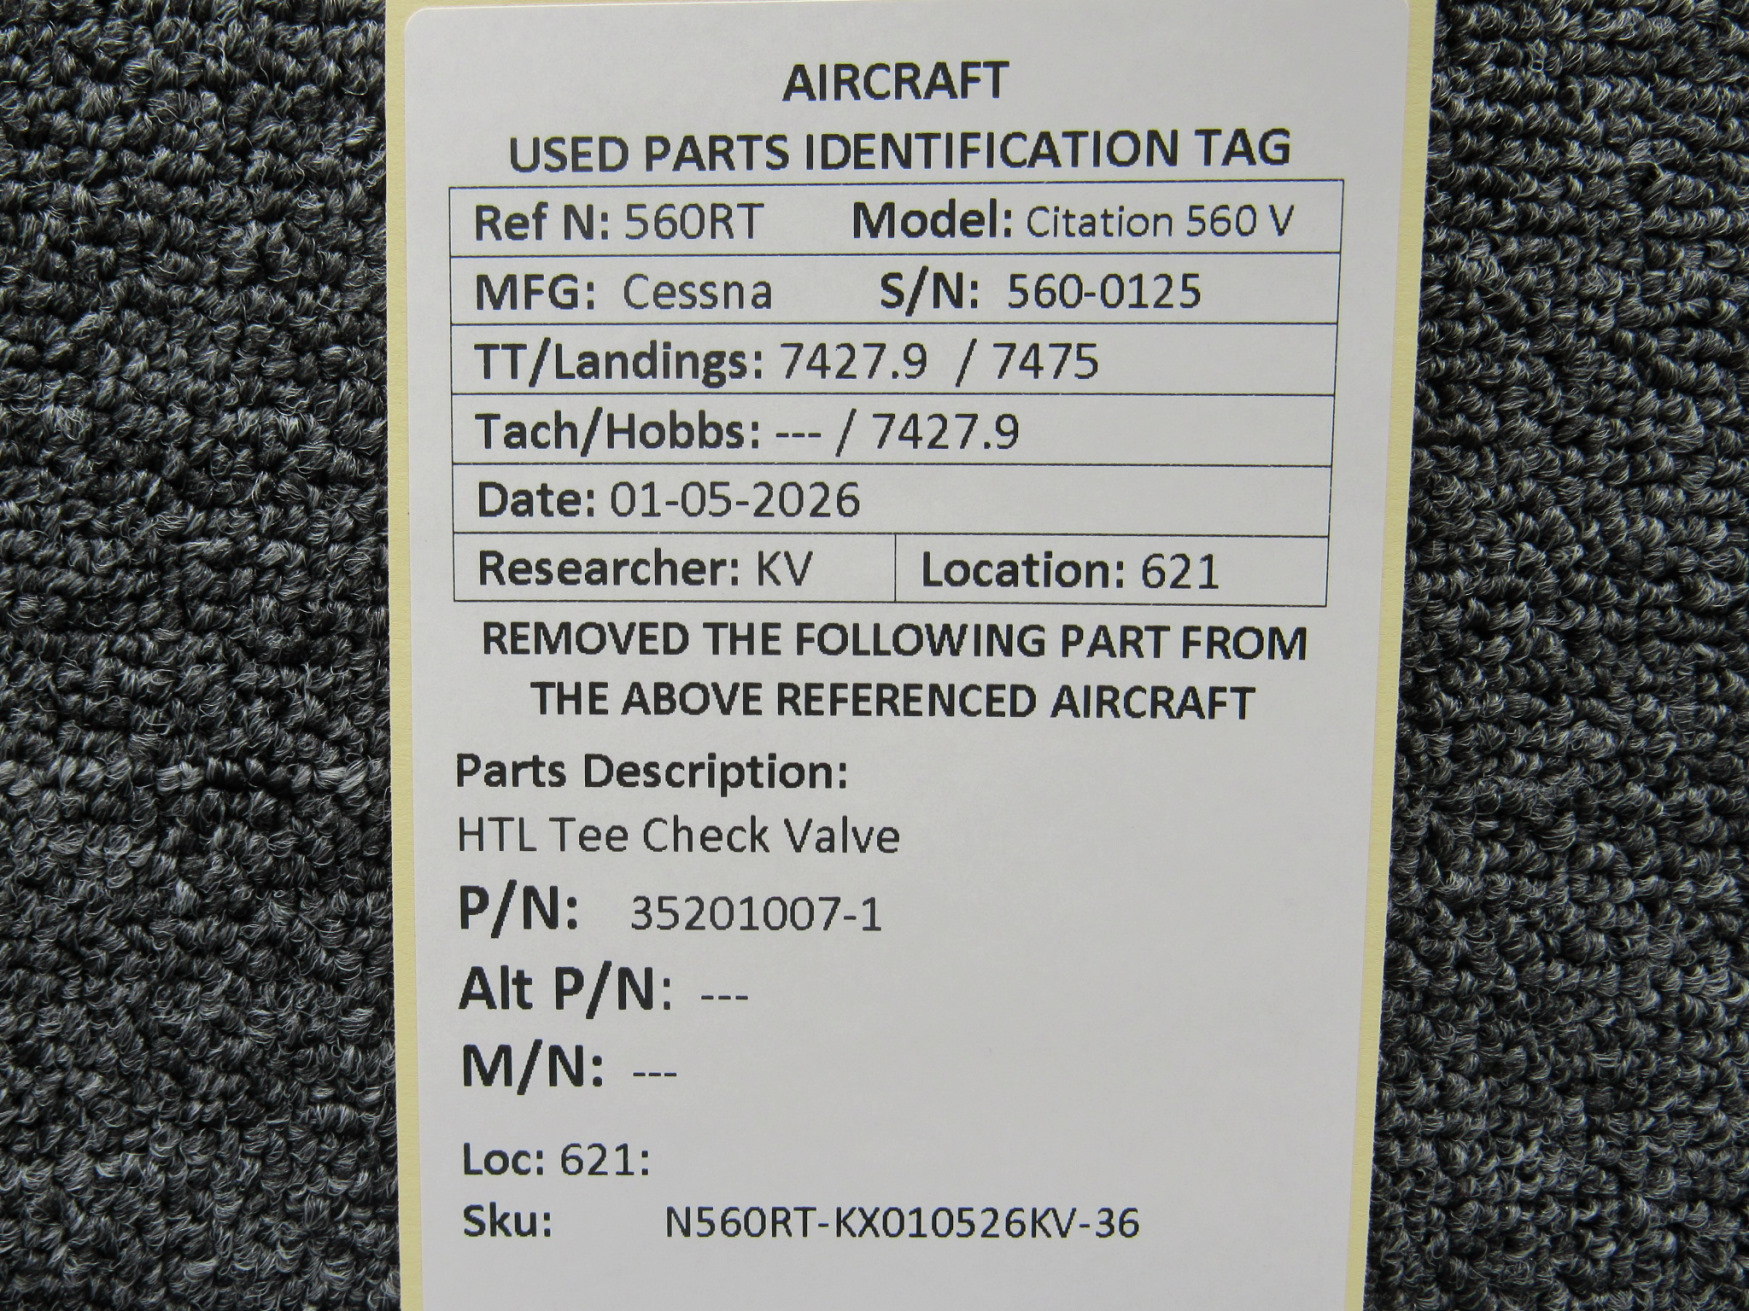 AIRCRAFT
USED PARTS IDENTIFICATION TAG
Ref N: 560RT Model: Citation 560 V
MFG: Cessna S/N: 560-0125
TT/Landings: 7427.9 / 7475
Tach/Hobbs: --- / 7427.9
Date: 01-05-2026
Researcher: KV Location: 621
REMOVED THE FOLLOWING PART FROM
THE ABOVE REFERENCED AIRCRAFT
Parts Description:
HTL Tee Check Valve
P/N: 35201007-1
Alt P/N: ---
M/N: ---
Loc: 621:
Sku: N560RT-KX010526KV-36